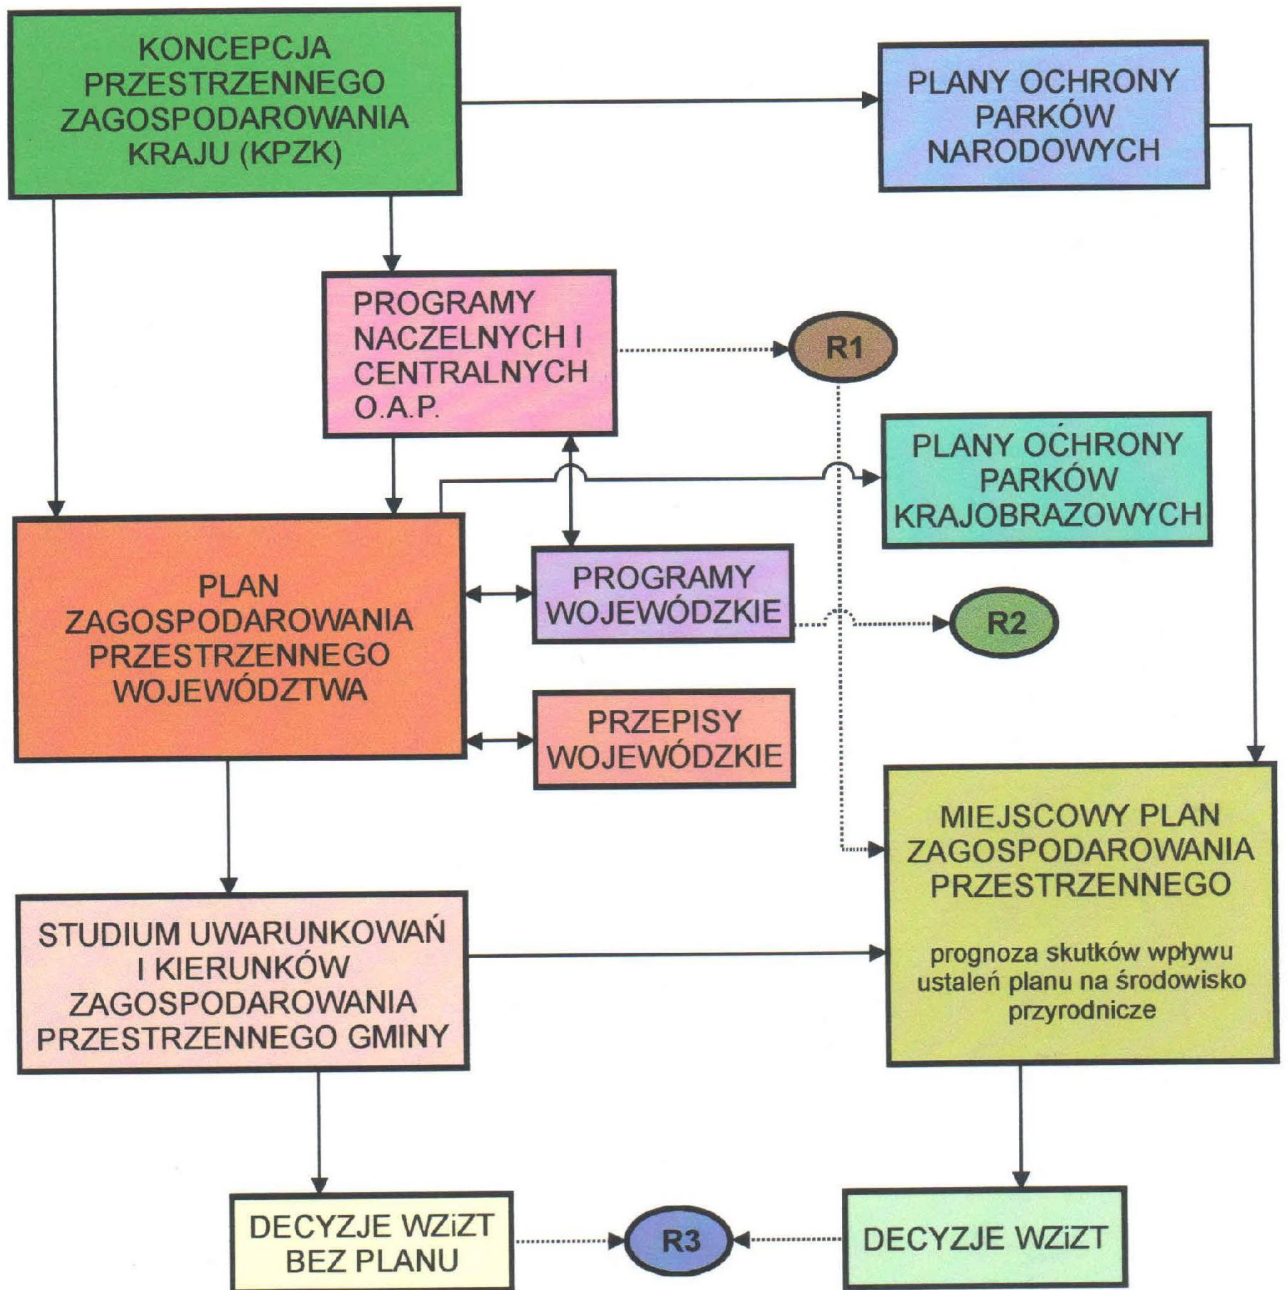 KONCEPCJA
PRZESTRZENNEGO
ZAGOSPODAROWANIA
KRAJU (KPZK)
PLANY OCHRONY
PARKÓW
NARODOWYCH
PROGRAMY
NACZELNYCH I
CENTRALNYCH
O.A.P.
R1
PLANY OCHRONY
PARKÓW
KRAJOBRAZOWYCH
PLAN
ZAGOSPODAROWANIA
PRZESTRZENNEGO
WOJEWÓDZTWA
PROGRAMY
WOJEWÓDZKIE
R2
PRZEPISY
WOJEWÓDZKIE
MIEJSCOWY PLAN
ZAGOSPODAROWANIA
PRZESTRZENNEGO
prognoza skutków wpływu
ustaleń planu na środowisko
przyrodnicze
STUDIUM UWARUNKOWAŃ
I KIERUNKÓW
ZAGOSPODAROWANIA
PRZESTRZENNEGO GMINY
DECYZJE WZiZT
BEZ PLANU
R3
DECYZJE WZiZT